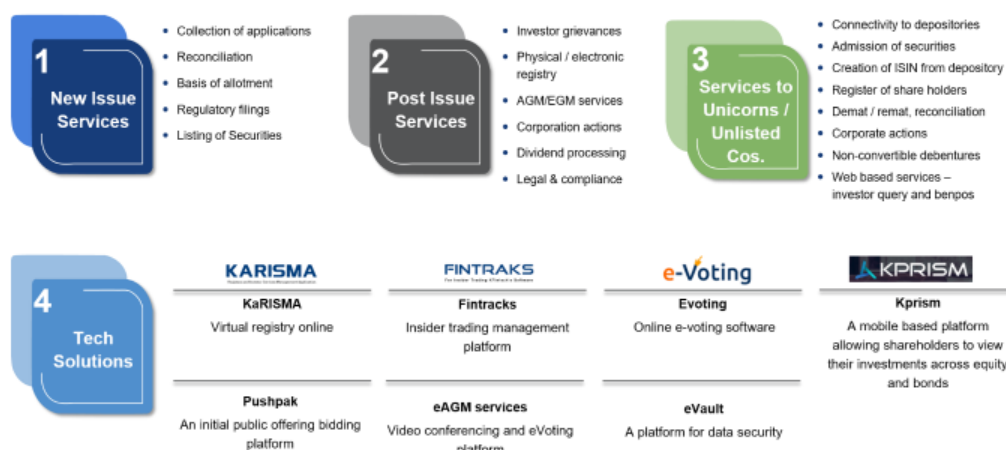 1
New Issue
Services
• Collection of applications
• Reconciliation
• Basis of allotment
• Regulatory filings
• Listing of Securities
2
Post Issue
Services
• Investor grievances
• Physical / electronic
registry
• AGM/EGM services
• Corporation actions
• Dividend processing
• Legal & compliance
3
Services to
Unicorns /
Unlisted
Cos.
• Connectivity to depositories
• Admission of securities
• Creation of ISIN from depository
• Register of share holders
• Demat / remat, reconciliation
• Corporate actions
• Non-convertible debentures
• Web based services –
investor query and benpos
4
Tech
Solutions
KARISMA
KaRISMA
Virtual registry online
FINTRAKS
Fintracks
Insider trading management
platform
e-Voting
Evoting
Online e-voting software
KPRISM
Kprism
A mobile based platform
allowing shareholders to view
their investments across equity
and bonds
Pushpak
An initial public offering bidding
platform
eAGM services
Video conferencing and eVoting
platform
eVault
A platform for data security